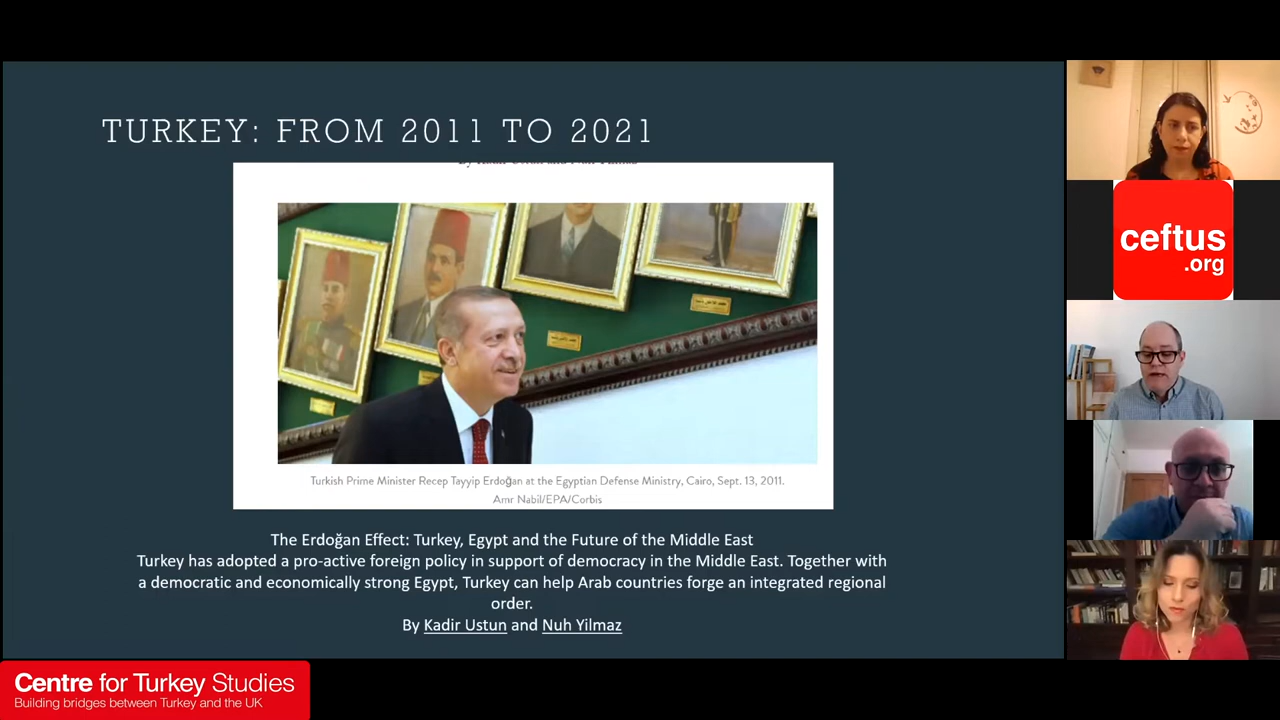 TURKEY: FROM 2011 TO 2021
Turkish Prime Minister Recep Tayyip Erdoğan at the Egyptian Defense Ministry, Cairo, Sept. 13, 2011.
Amr Nabil/EPA/Corbis
The Erdoğan Effect: Turkey, Egypt and the Future of the Middle East
Turkey has adopted a pro-active foreign policy in support of democracy in the Middle East. Together with
a democratic and economically strong Egypt, Turkey can help Arab countries forge an integrated regional
order.
By Kadir Ustun and Nuh Yilmaz
ceftus
.org
Centre for Turkey Studies
Building bridges between Turkey and the UK